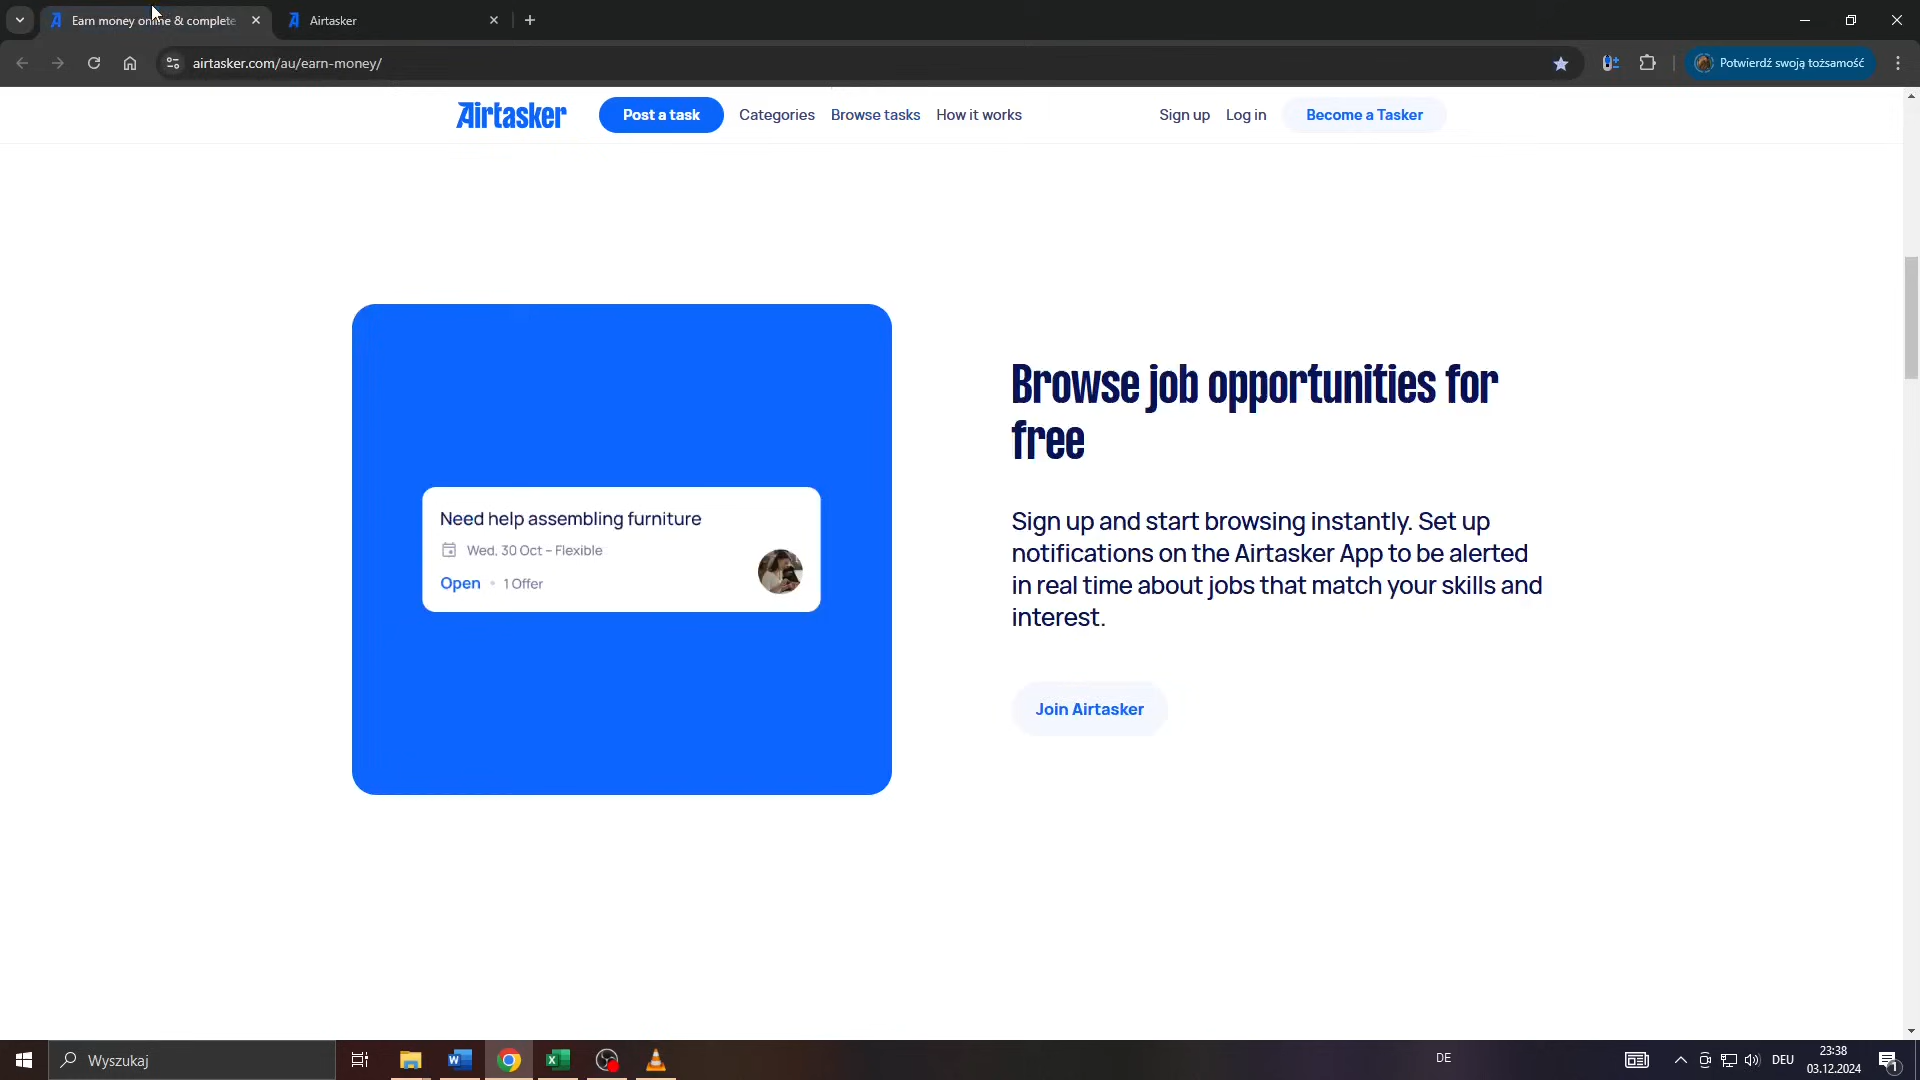 Earn money online & complete
Airtasker
airtasker.com/au/earn-money/
Potwierdź swoją tożsamość
Airtasker
Post a task
Categories
Browse tasks
How it works
Sign up
Log in
Become a Tasker
Need help assembling furniture
Wed, 30 Oct – Flexible
Open • 1 Offer
Browse job opportunities for
free
Sign up and start browsing instantly. Set up
notifications on the Airtasker App to be alerted
in real time about jobs that match your skills and
interest.
Join Airtasker
Wyszukaj
DE
DEU
23:38
03.12.2024
1